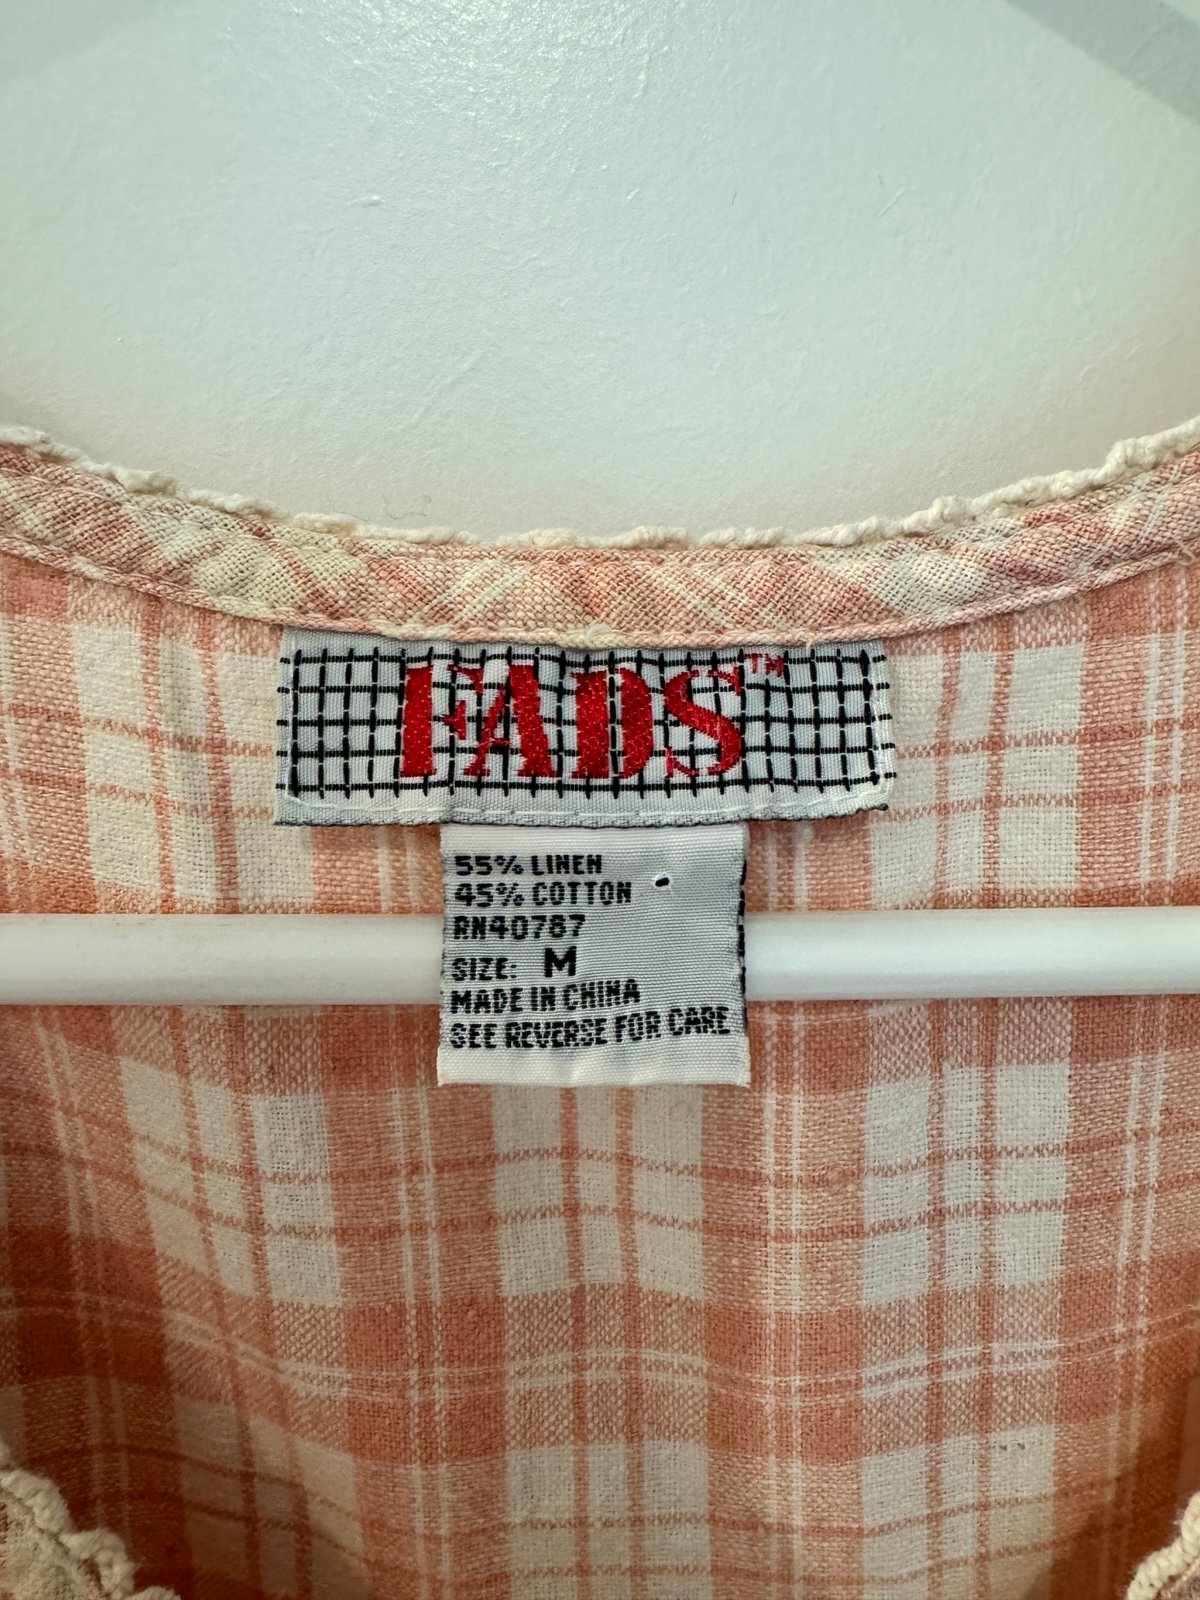 FADS™
55% LINEN
45% COTTON
RN40787
SIZE: M
MADE IN CHINA
SEE REVERSE FOR CARE